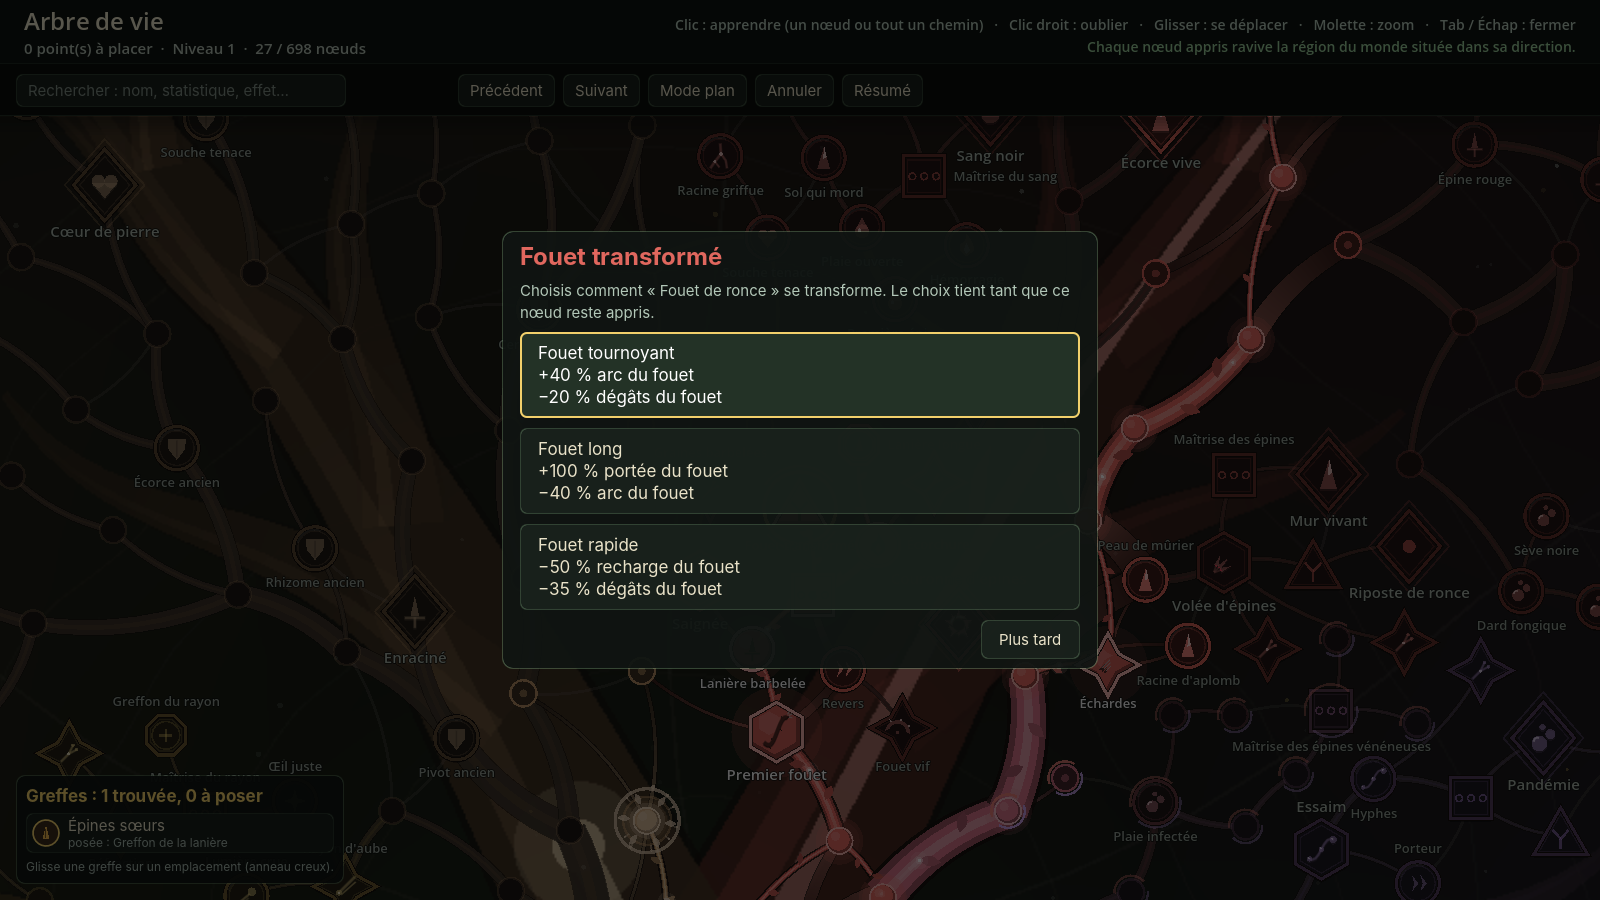 Arbre de vie
0 point(s) à placer · Niveau 1 · 27 / 698 nœuds
Clic : apprendre (un nœud ou tout un chemin) · Clic droit : oublier · Glisser : se déplacer · Molette : zoom · Tab / Échap : fermer
Chaque nœud appris ravive la région du monde située dans sa direction.
Rechercher : nom, statistique, effet...
Précédent
Suivant
Mode plan
Annuler
Résumé
Souche tenace
Sang noir
Écorce vive
Maîtrise du sang
Racine griffue
Sol qui mord
Épine rouge
Cœur de pierre
Fouet transformé
Choisis comment « Fouet de ronce » se transforme. Le choix tient tant que ce
nœud reste appris.
Fouet tournoyant
+40 % arc du fouet
−20 % dégâts du fouet
Fouet long
+100 % portée du fouet
−40 % arc du fouet
Fouet rapide
−50 % recharge du fouet
−35 % dégâts du fouet
Plus tard
Maîtrise des épines
Écorce ancien
Mur vivant
Peau de mûrier
Sève noire
Rhizome ancien
Riposte de ronce
Volée d'épines
Dard fongique
Enraciné
Racine d'aplomb
Lanière barbelée
Revers
Échardes
Greffon du rayon
Maîtrise des épines vénéneuses
Œil juste
Pivot ancien
Premier fouet
Fouet vif
Pandémie
Essaim
Hyphes
Plaie infectée
Porteur
Greffes : 1 trouvée, 0 à poser
Épines sœurs
posée : Greffon de la lanière
d'aube
Glisse une greffe sur un emplacement (anneau creux).